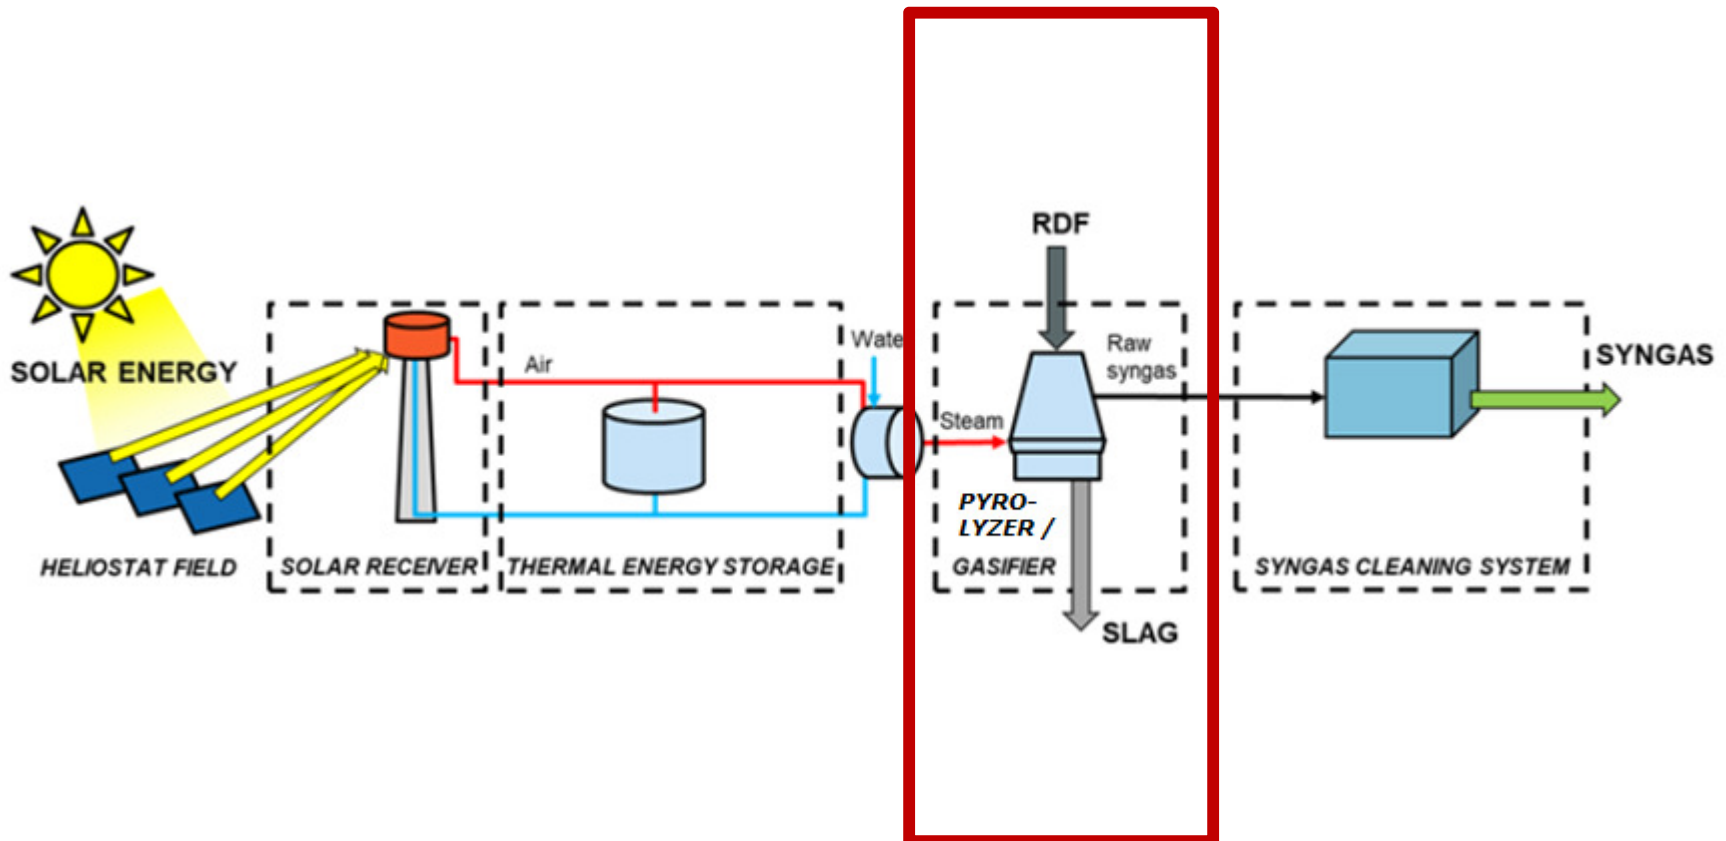 SOLAR ENERGY
HELIOSTAT FIELD
SOLAR RECEIVER
Air
THERMAL ENERGY STORAGE
Wate
Steam
RDF
Raw
syngas
PYRO-
LYZER /
GASIFIER
SLAG
SYNGAS CLEANING SYSTEM
SYNGAS